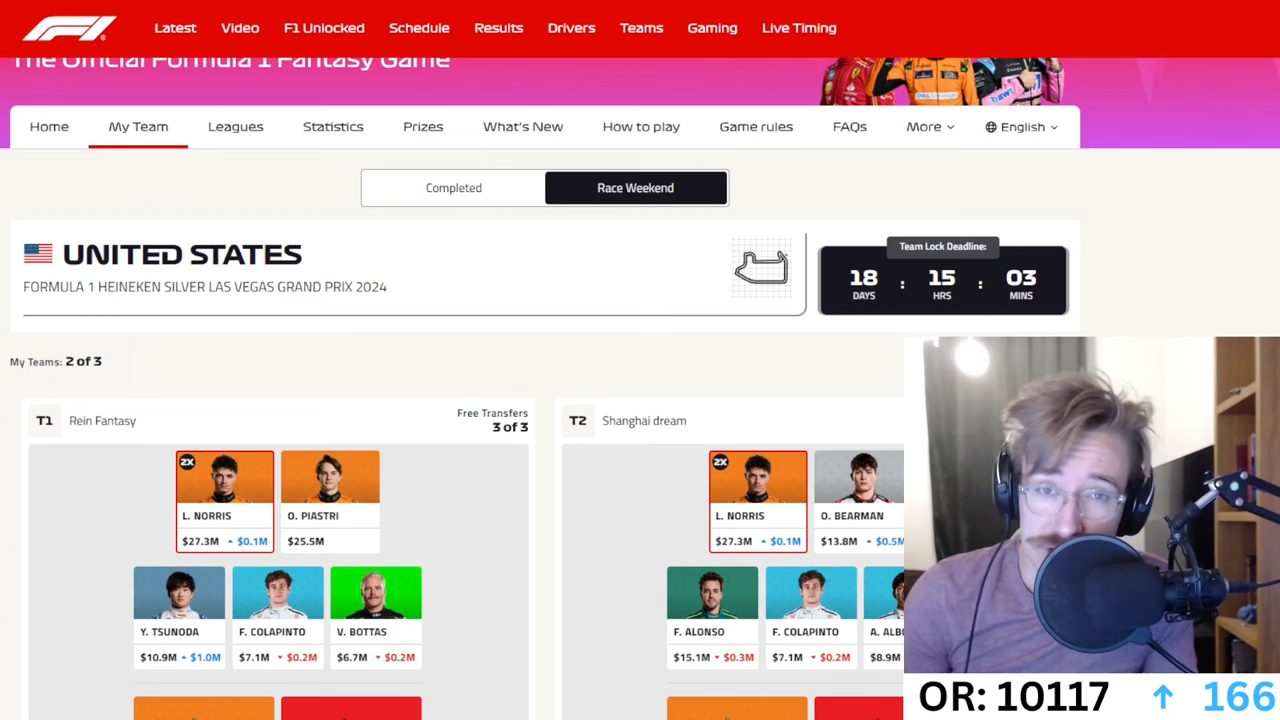 Latest Video F1 Unlocked Schedule Results Drivers Teams Gaming Live Timing
The Official Formula 1 Fantasy Game
Home My Team Leagues Statistics Prizes What's New How to play Game rules FAQs More English
Completed Race Weekend
UNITED STATES
FORMULA 1 HEINEKEN SILVER LAS VEGAS GRAND PRIX 2024
Team Lock Deadline:
18 : 15 : 03
DAYS HRS MINS
My Teams: 2 of 3
T1 Rein Fantasy
Free Transfers
3 of 3
2X
L. NORRIS O. PIASTRI
$27.3M $0.1M $25.5M
Y. TSUNODA F. COLAPINTO V. BOTTAS
$10.9M $1.0M $7.1M $0.2M $6.7M $0.2M
T2 Shanghai dream
2X
L. NORRIS O. BEARMAN
$27.3M $0.1M $13.8M $0.5M
F. ALONSO F. COLAPINTO A. ALBO
$15.1M $0.3M $7.1M $0.2M $8.9M
OR: 10117 ↑ 166